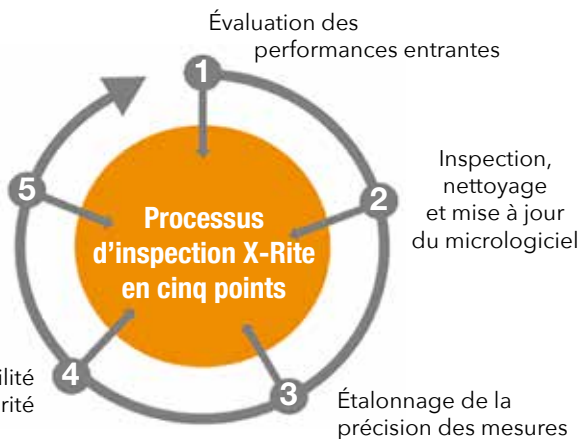 Évaluation des
performances entrantes
1
Inspection,
nettoyage
et mise à jour
du micrologiciel
2
5
Processus
d'inspection X-Rite
en cinq points
4
3
Étalonnage de la
précision des mesures